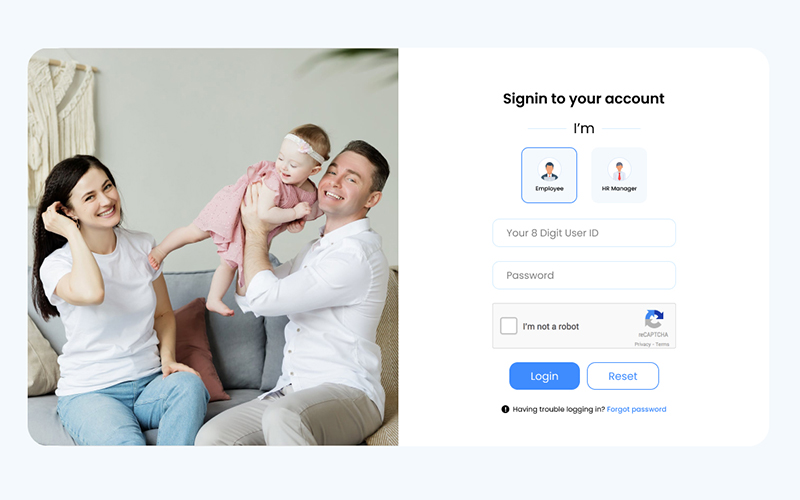 Signin to your account
I'm
Employee
HR Manager
Your 8 Digit User ID
Password
I'm not a robot
reCAPTCHA
Privacy - Terms
Login
Reset
Having trouble logging in? Forgot password